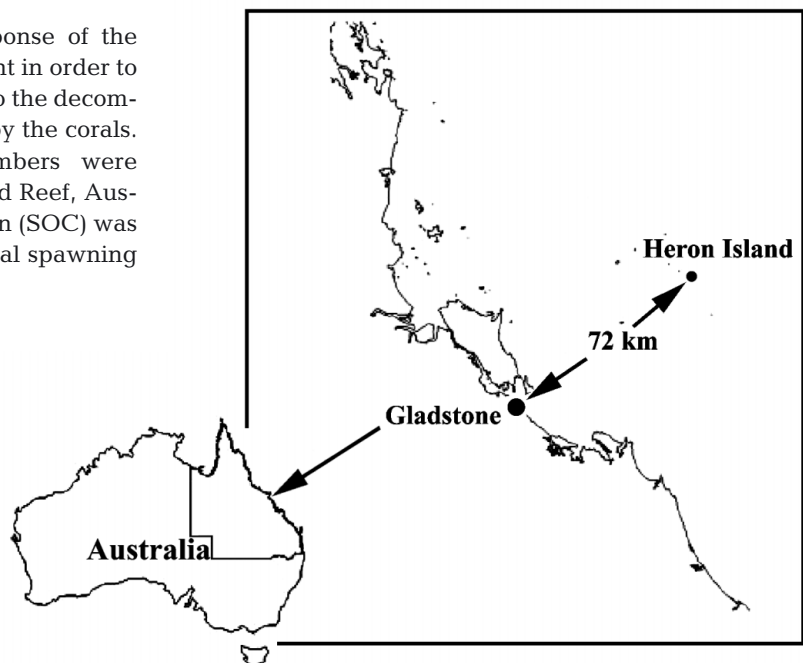 ponse of the
nt in order to
o the decom-
by the corals.
mbers were
d Reef, Aus-
n (SOC) was
al spawning
Heron Island
72 km
Gladstone
Australia